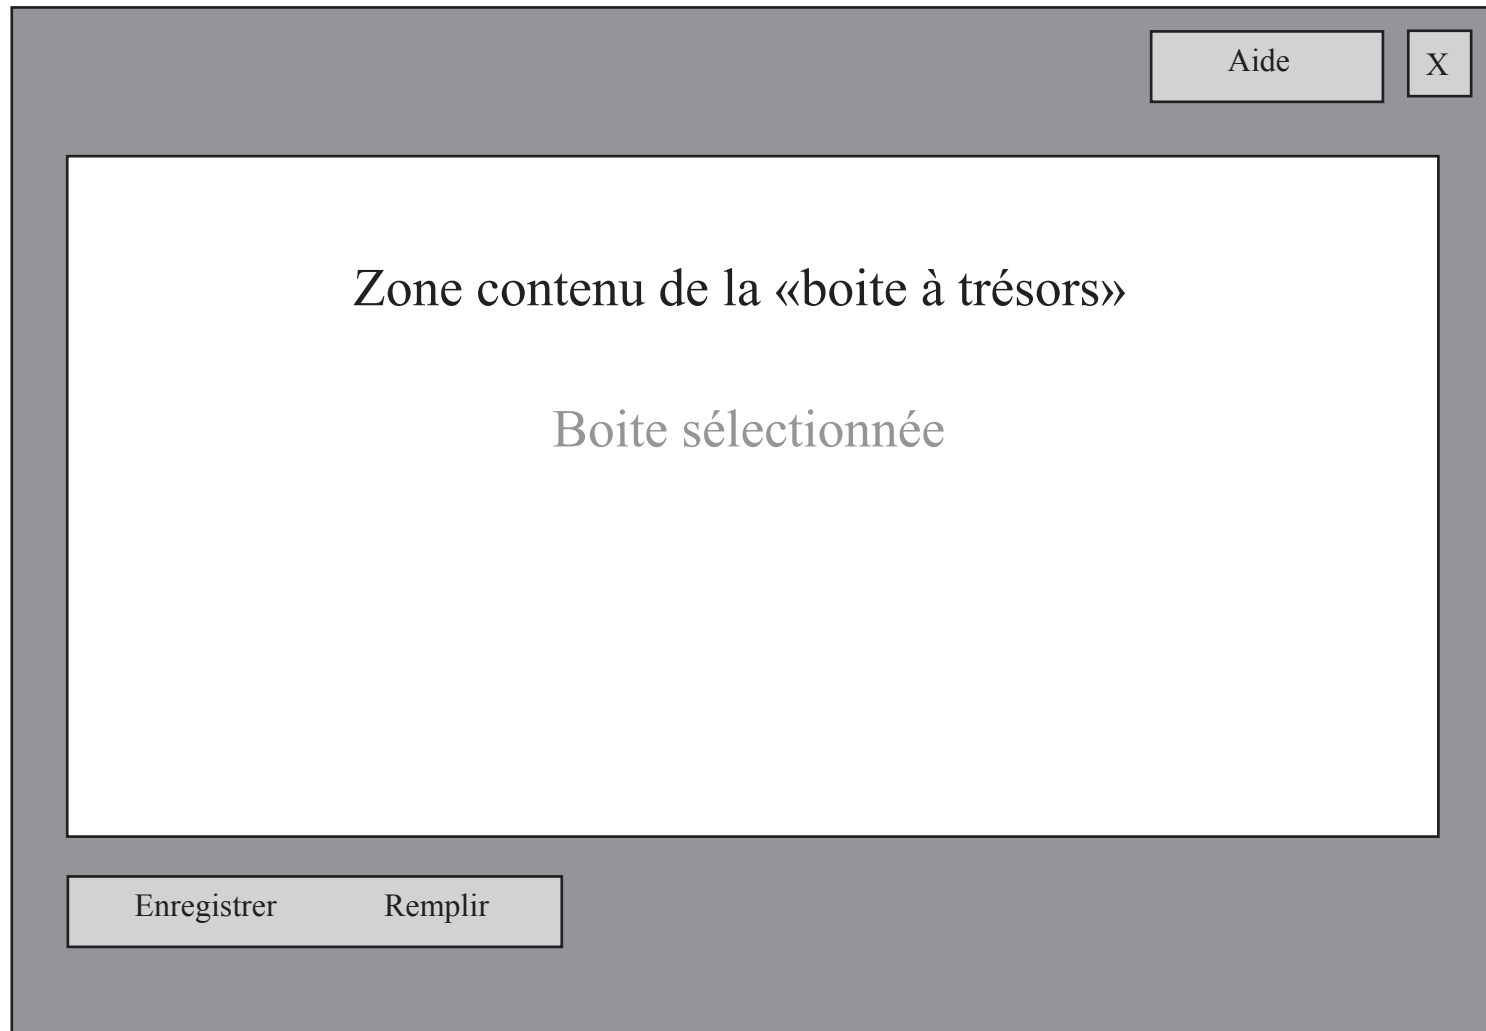 Aide X
Zone contenu de la «boite à trésors»
Boite sélectionnée
Enregistrer Remplir